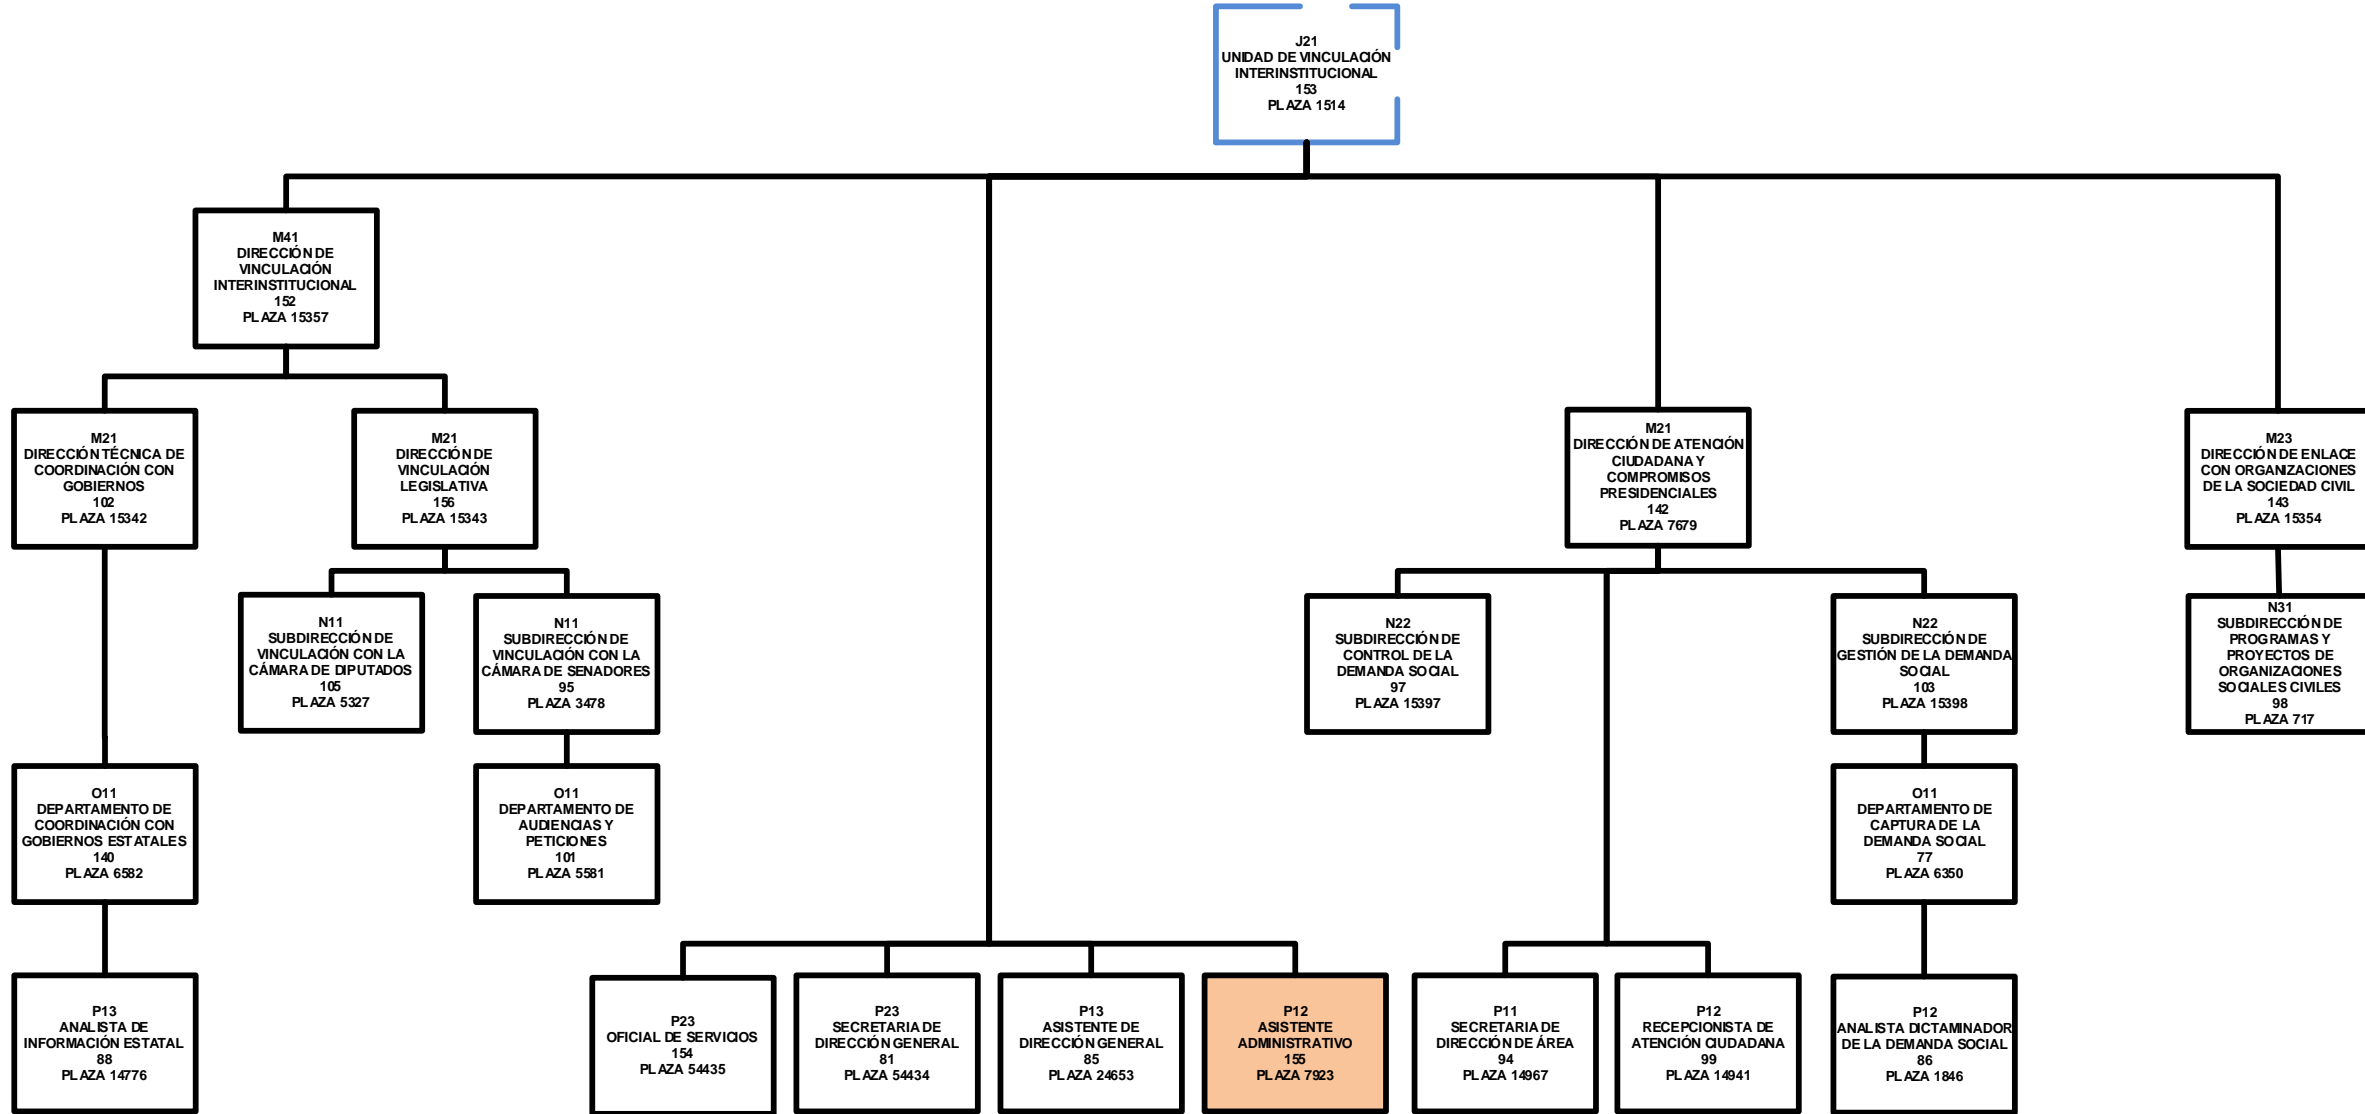 J21
UNIDAD DE VINCULACIÓN
INTERINSTITUCIONAL
153
PLAZA 1514
M41
DIRECCIÓN DE
VINCULACIÓN
INTERINSTITUCIONAL
152
PLAZA 15357
M21
DIRECCIÓN TÉCNICA DE
COORDINACIÓN CON
GOBIERNOS
102
PLAZA 15342
M21
DIRECCIÓN DE
VINCULACIÓN
LEGISLATIVA
156
PLAZA 15343
M21
DIRECCIÓN DE ATENCIÓN
CIUDADANA Y
COMPROMISOS
PRESIDENCIALES
142
PLAZA 7679
M23
DIRECCIÓN DE ENLACE
CON ORGANIZACIONES
DE LA SOCIEDAD CIVIL
143
PLAZA 15354
N11
SUBDIRECCIÓN DE
VINCULACIÓN CON LA
CÁMARA DE DIPUTADOS
105
PLAZA 5327
N11
SUBDIRECCIÓN DE
VINCULACIÓN CON LA
CÁMARA DE SENADORES
95
PLAZA 3478
N22
SUBDIRECCIÓN DE
CONTROL DE LA
DEMANDA SOCIAL
97
PLAZA 15397
N22
SUBDIRECCIÓN DE
GESTIÓN DE LA DEMANDA
SOCIAL
103
PLAZA 15398
N31
SUBDIRECCIÓN DE
PROGRAMAS Y
PROYECTOS DE
ORGANIZACIONES
SOCIALES CIVILES
98
PLAZA 717
O11
DEPARTAMENTO DE
COORDINACIÓN CON
GOBIERNOS ESTATALES
140
PLAZA 6582
O11
DEPARTAMENTO DE
AUDIENCIAS Y
PETICIONES
101
PLAZA 5581
O11
DEPARTAMENTO DE
CAPTURA DE LA
DEMANDA SOCIAL
77
PLAZA 6350
P13
ANALISTA DE
INFORMACIÓN ESTATAL
88
PLAZA 14776
P23
OFICIAL DE SERVICIOS
154
PLAZA 54435
P23
SECRETARIA DE
DIRECCIÓN GENERAL
81
PLAZA 54434
P13
ASISTENTE DE
DIRECCIÓN GENERAL
85
PLAZA 24653
P12
ASISTENTE
ADMINISTRATIVO
155
PLAZA 7923
P11
SECRETARIA DE
DIRECCIÓN DE ÁREA
94
PLAZA 14967
P12
RECEPCIONISTA DE
ATENCIÓN CIUDADANA
99
PLAZA 14941
P12
ANALISTA DICTAMINADOR
DE LA DEMANDA SOCIAL
86
PLAZA 1846